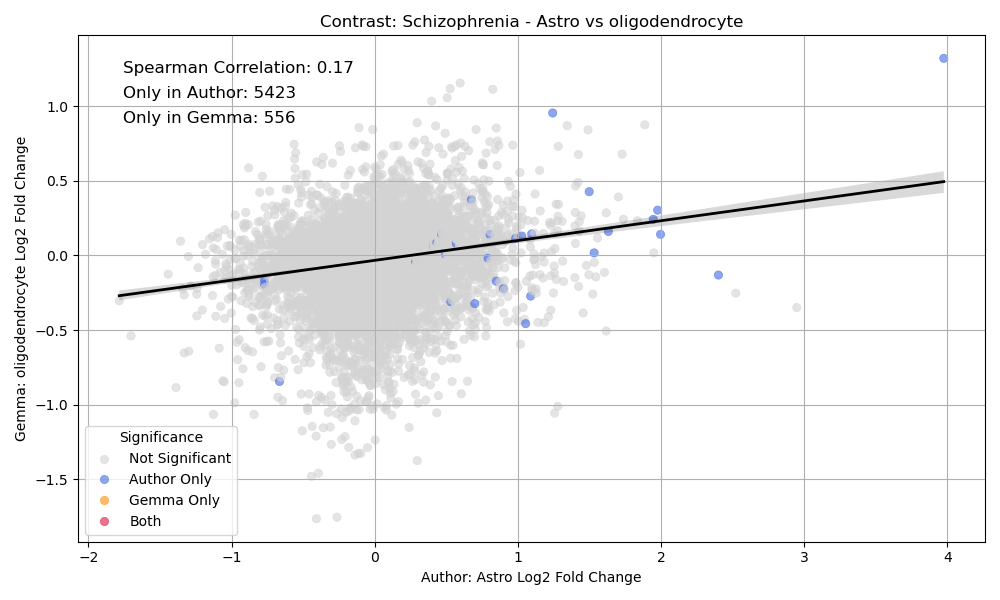 Contrast: Schizophrenia - Astro vs oligodendrocyte
Spearman Correlation: 0.17
Only in Author: 5423
Only in Gemma: 556
Gemma: oligodendrocyte Log2 Fold Change
1.0
0.5
0.0
−0.5
−1.0
−1.5
Significance
Not Significant
Author Only
Gemma Only
Both
−2
−1
0
1
2
3
4
Author: Astro Log2 Fold Change